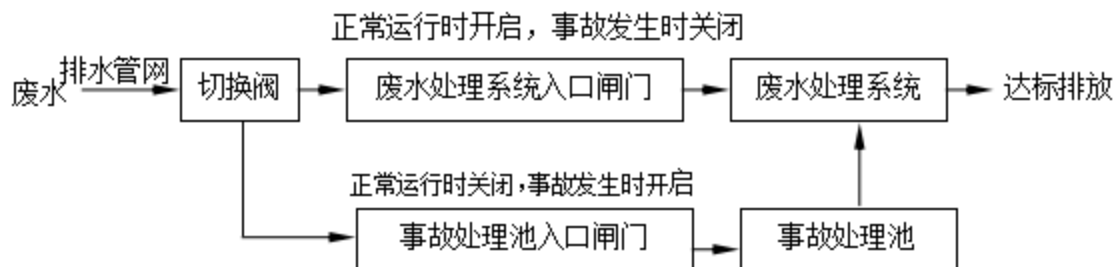 正常运行时开启，事故发生时关闭
废水
排水管网
切换阀
废水处理系统入口闸门
废水处理系统
达标排放
正常运行时关闭，事故发生时开启
事故处理池入口闸门
事故处理池